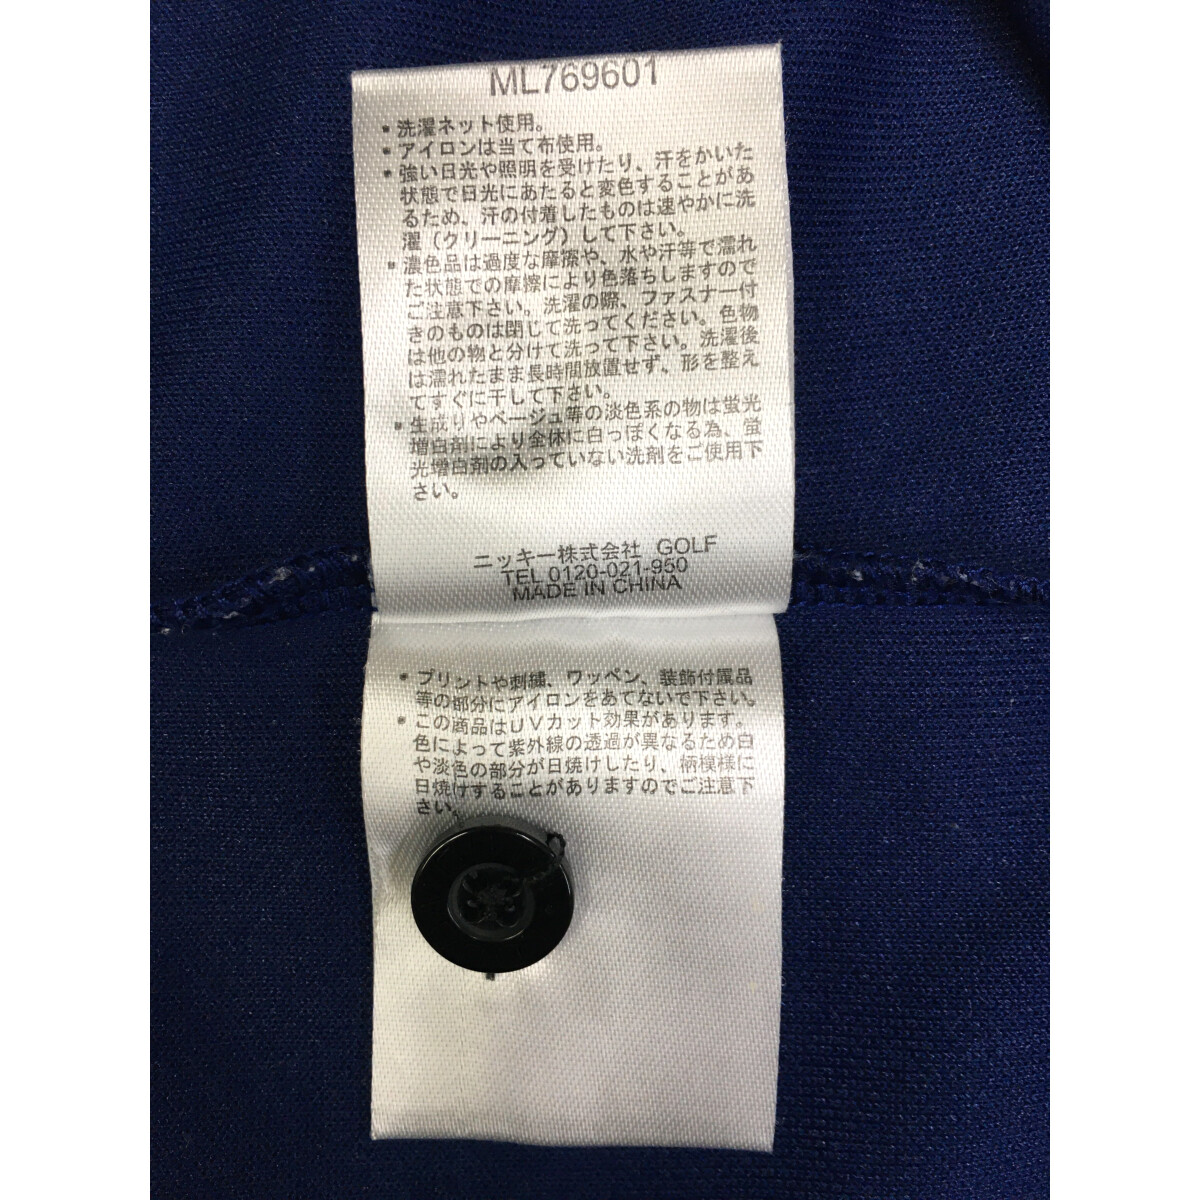 ML769601
・洗濯ネット使用。
・アイロンは当て布使用。
・強い日光や照明を受けたり、汗をかいた
状態で日光にあたると変色することがあ
るため、汗の付着したものは速やかに洗
濯(クリーニング)して下さい。
・濃色品は過度な摩擦や、水や汗等で濡れ
た状態での摩擦により色落ちしますので
ご注意下さい。洗濯の際、ファスナー付
きのものは閉じて洗ってください。色物
は他の物と分けて洗って下さい。洗濯後
は濡れたまま長時間放置せず、形を整え
てすぐに干して下さい。
・生成りやベージュ等の淡色系の物は蛍光
増白剤により全体に白っぽくなる為、蛍
光増白剤の入っていない洗剤をご使用下
さい。
ニッキー株式会社 GOLF
TEL 0120-021-950
MADE IN CHINA
・プリントや刺繍、ワッペン、装飾付属品
等の部分にアイロンをあてないで下さい。
・この商品はUVカット効果があります。
色によって紫外線の透過が異なるため白
や淡色の部分が日焼けしたり、柄模様に
日焼けすることがありますのでご注意下
さい。